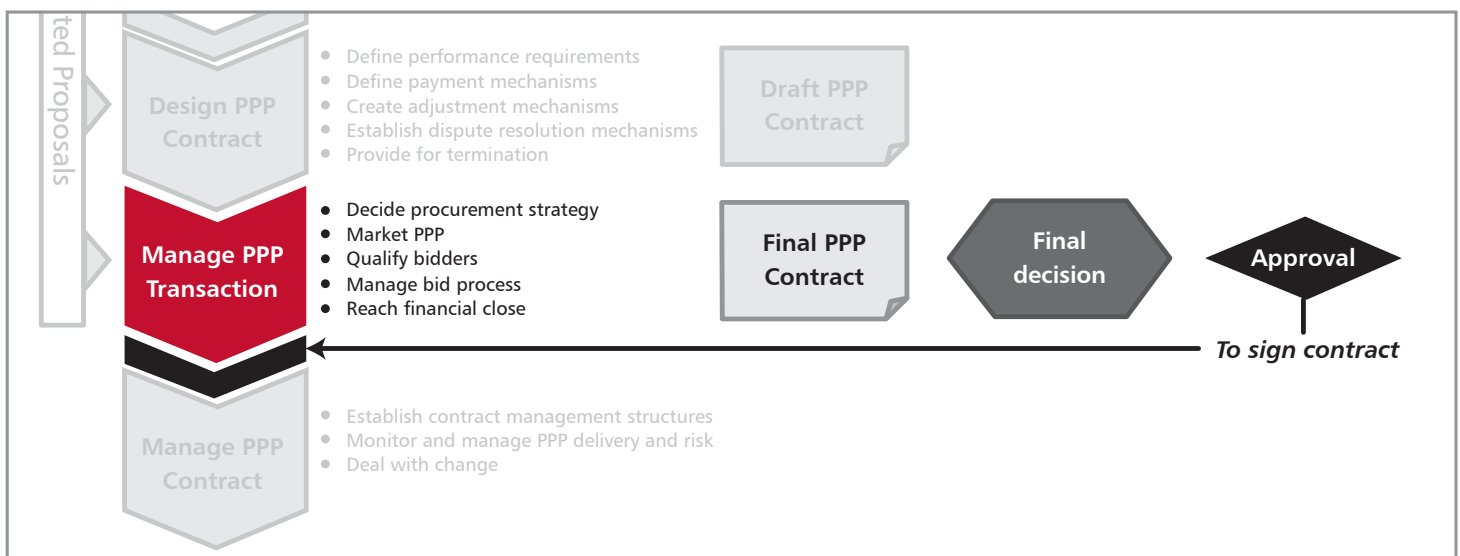 ted Proposals
Design PPP
Contract
• Define performance requirements
• Define payment mechanisms
• Create adjustment mechanisms
• Establish dispute resolution mechanisms
• Provide for termination
Draft PPP
Contract
Manage PPP
Transaction
• Decide procurement strategy
• Market PPP
• Qualify bidders
• Manage bid process
• Reach financial close
Final PPP
Contract
Final
decision
Approval
To sign contract
Manage PPP
Contract
• Establish contract management structures
• Monitor and manage PPP delivery and risk
• Deal with change